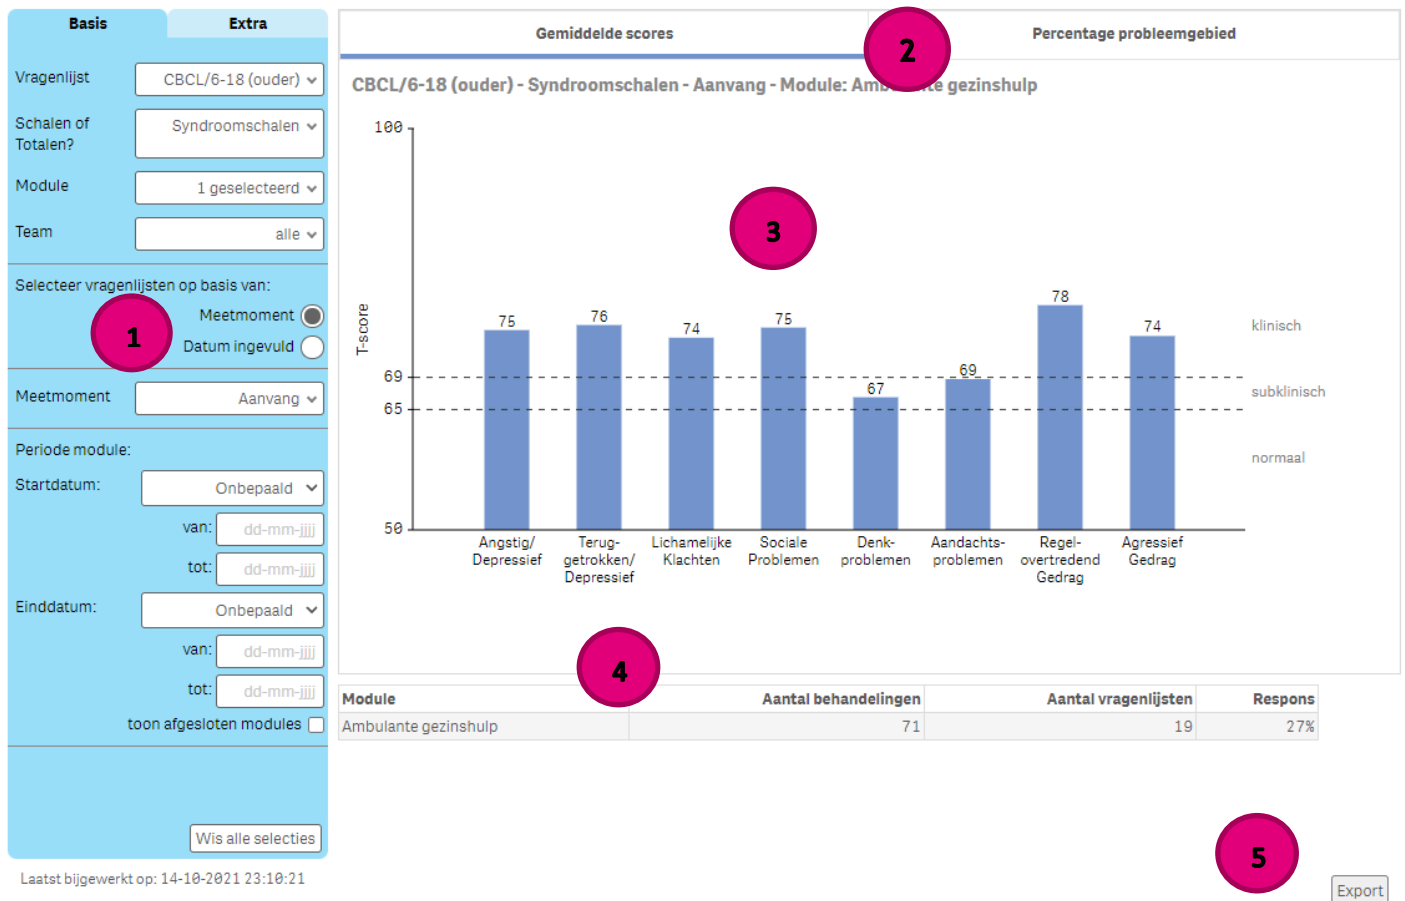 Basis
Extra
Vragenlijst
CBCL/6-18 (ouder)
Schalen of
Totalen?
Syndroomschalen
Module
1 geselecteerd
Team
alle
Selecteer vragenlijsten op basis van:
Meetmoment
1
Datum ingevuld
Meetmoment
Aanvang
Periode module:
Startdatum:
Onbepaald
van:
dd-mm-jjjj
tot:
dd-mm-jjjj
Einddatum:
Onbepaald
van:
dd-mm-jjjj
tot:
dd-mm-jjjj
toon afgesloten modules
Wis alle selecties
Laatst bijgewerkt op: 14-10-2021 23:10:21
Gemiddelde scores
2
Percentage probleemgebied
CBCL/6-18 (ouder) - Syndroomschalen - Aanvang - Module: Ambulante gezinshulp
100
3
T-score
75
76
74
75
67
69
78
74
klinisch
69
subklinisch
65
normaal
50
Angstig/
Depressief
Terug-
getrokken/
Depressief
Lichamelijke
Klachten
Sociale
Problemen
Denk-
problemen
Aandachts-
problemen
Regel-
overtredend
Gedrag
Agressief
Gedrag
4
Module Aantal behandelingen Aantal vragenlijsten Respons
Ambulante gezinshulp 71 19 27%
5
Export